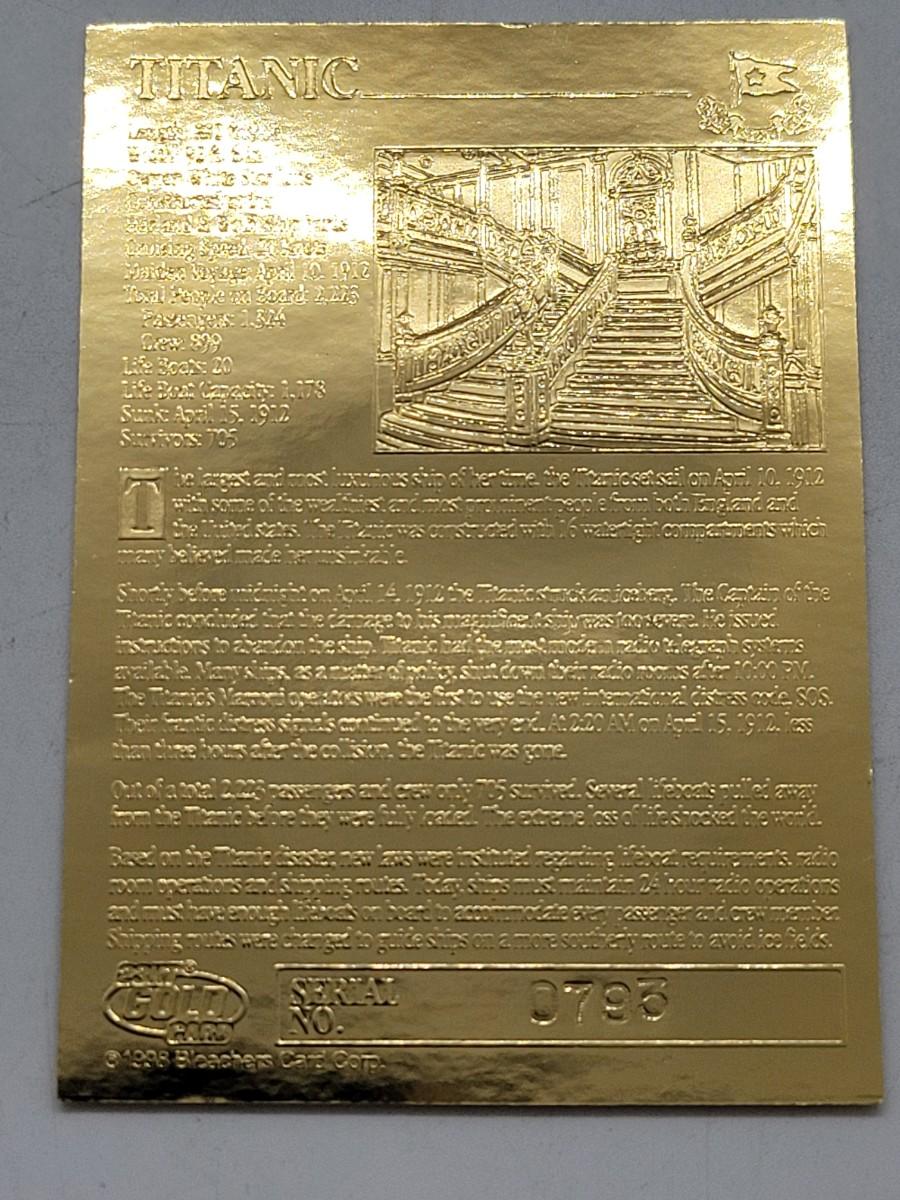 TITANIC
Owner: White Star Line
Cruising Speed:
Maiden Voyage: April 10, 1912
Total People on Board: 2,223
Passengers: 1,324
Crew: 899
Life Boats: 20
Life Boat Capacity: 1,178
Sunk: April 15, 1912
Survivors: 705
The largest and most luxurious ship of her time, the Titanic set sail on April 10, 1912
with some of the wealthiest and most prominent people from both England and
the United states. The Titanic was constructed with 16 watertight compartments which
many believed made her unsinkable.
Shortly before midnight on April 14, 1912 the Titanic struck an iceberg. The Captain of the
Titanic concluded that the damage to his magnificent ship was too severe. He issued
instructions to abandon the ship. Titanic had the most modern radio telegraph systems
available. Many ships, as a matter of policy, shut down their radio rooms after 10:00 PM.
The Titanic's Marconi operators were the first to use the new international distress code, SOS.
Their frantic distress signals continued to the very end. At 2:20 AM on April 15, 1912, less
than three hours after the collision, the Titanic was gone.
Out of a total 2,223 passengers and crew only 705 survived. Several lifeboats pulled away
from the Titanic before they were fully loaded. The extreme loss of life shocked the world.
Based on the Titanic disaster, new laws were instituted regarding lifeboat requirements, radio
room operations and shipping routes. Today, ships must maintain 24 hour radio operations
and must have enough lifeboats on board to accommodate every passenger and crew member.
Shipping routes were changed to guide ships on a more southerly route to avoid ice fields.
23KT®
GOLD
CARD
SERIAL
NO.
0793
©1998 Bleachers Card Corp.